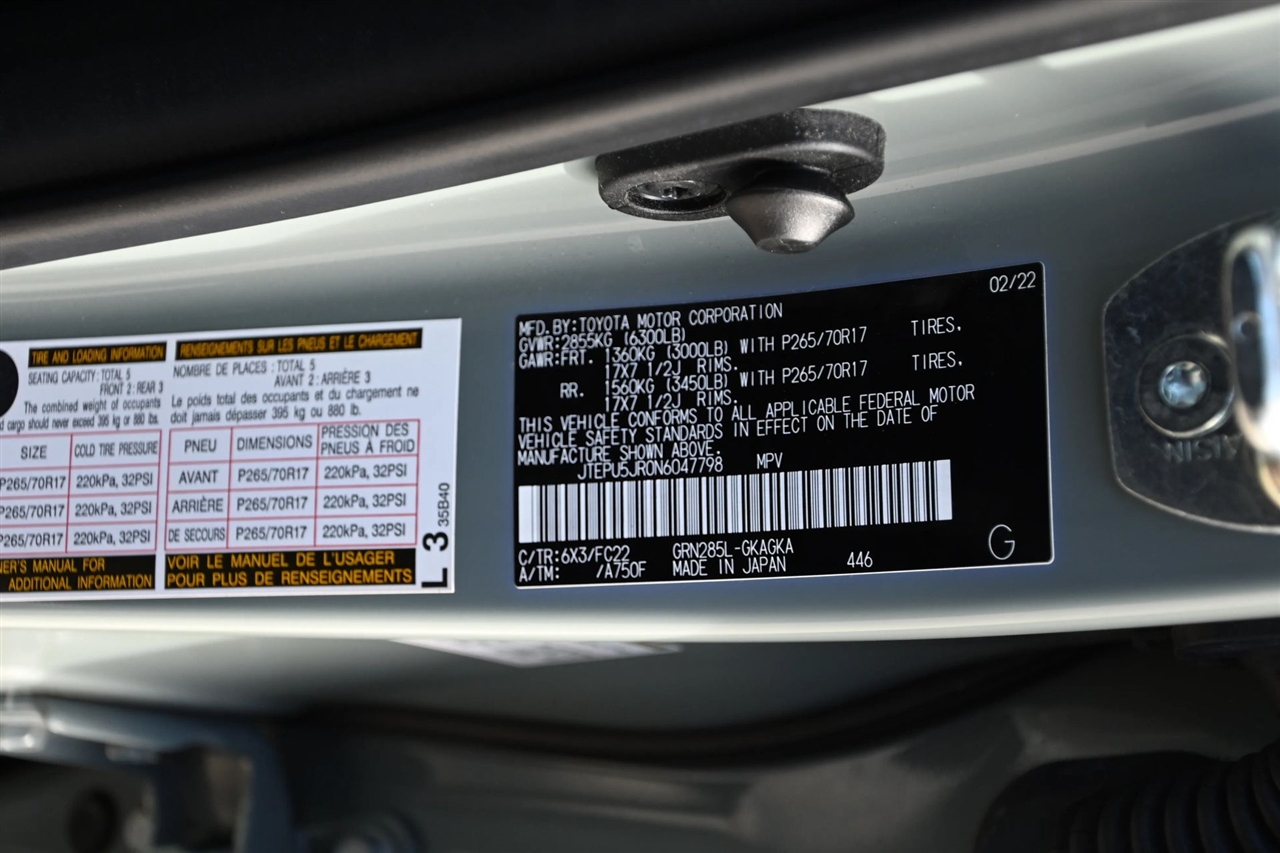 TIRE AND LOADING INFORMATION
SEATING CAPACITY: TOTAL 5
FRONT 2: REAR 3
The combined weight of occupants
cargo should never exceed 395 kg or 880 lb.
SIZE COLD TIRE PRESSURE
P265/70R17 220kPa, 32PSI
P265/70R17 220kPa, 32PSI
P265/70R17 220kPa, 32PSI
MANUAL FOR
ADDITIONAL INFORMATION
RENSEIGNEMENTS SUR LES PNEUS ET LE CHARGEMENT
NOMBRE DE PLACES: TOTAL 5
AVANT 2: ARRIÈRE 3
Le poids total des occupants et du chargement ne
doit jamais dépasser 395 kg ou 880 lb.
PNEU DIMENSIONS PRESSION DES PNEUS À FROID
AVANT P265/70R17 220kPa, 32PSI
ARRIÈRE P265/70R17 220kPa, 32PSI
DE SECOURS P265/70R17 220kPa, 32PSI
VOIR LE MANUEL DE L'USAGER
POUR PLUS DE RENSEIGNEMENTS
L 3 35B40
02/22
MFD. BY: TOYOTA MOTOR CORPORATION
GVWR: 2855KG (6300LB)
GAWR: FRT. 1360KG (3000LB) WITH P265/70R17 TIRES,
17X7 1/2J RIMS.
RR. 1560KG (3450LB) WITH P265/70R17 TIRES,
17X7 1/2J RIMS.
THIS VEHICLE CONFORMS TO ALL APPLICABLE FEDERAL MOTOR
VEHICLE SAFETY STANDARDS IN EFFECT ON THE DATE OF
MANUFACTURE SHOWN ABOVE.
JTEPU5JR0N6047798 MPV
C/TR: 6X3/FC22 GRN285L-GKAGKA
A/TM: /A750F MADE IN JAPAN 446
G